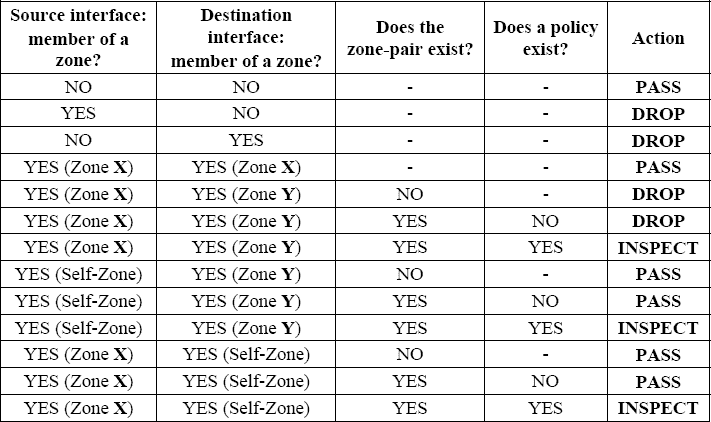 Source interface: member of a zone? | Destination interface: member of a zone? | Does the zone-pair exist? | Does a policy exist? | Action
NO | NO | - | - | PASS
YES | NO | - | - | DROP
NO | YES | - | - | DROP
YES (Zone X) | YES (Zone X) | - | - | PASS
YES (Zone X) | YES (Zone Y) | NO | - | DROP
YES (Zone X) | YES (Zone Y) | YES | NO | DROP
YES (Zone X) | YES (Zone Y) | YES | YES | INSPECT
YES (Self-Zone) | YES (Zone Y) | NO | - | PASS
YES (Self-Zone) | YES (Zone Y) | YES | NO | PASS
YES (Self-Zone) | YES (Zone Y) | YES | YES | INSPECT
YES (Zone X) | YES (Self-Zone) | NO | - | PASS
YES (Zone X) | YES (Self-Zone) | YES | NO | PASS
YES (Zone X) | YES (Self-Zone) | YES | YES | INSPECT